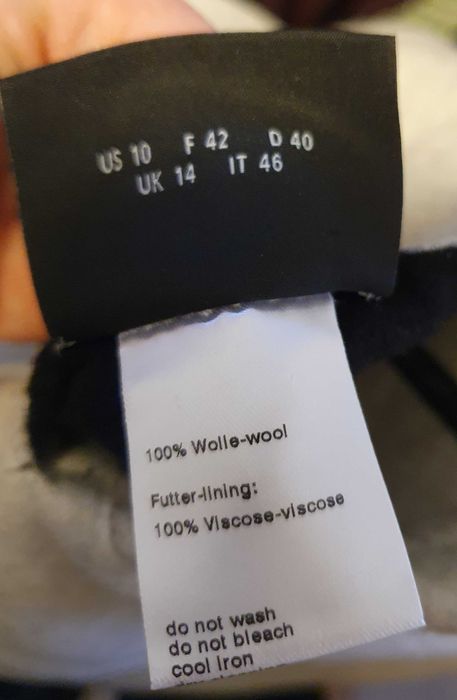 US 10 F 42 D 40
UK 14 IT 46
100% Wolle-wool
Futter-lining:
100% Viscose-viscose
do not wash
do not bleach
cool iron